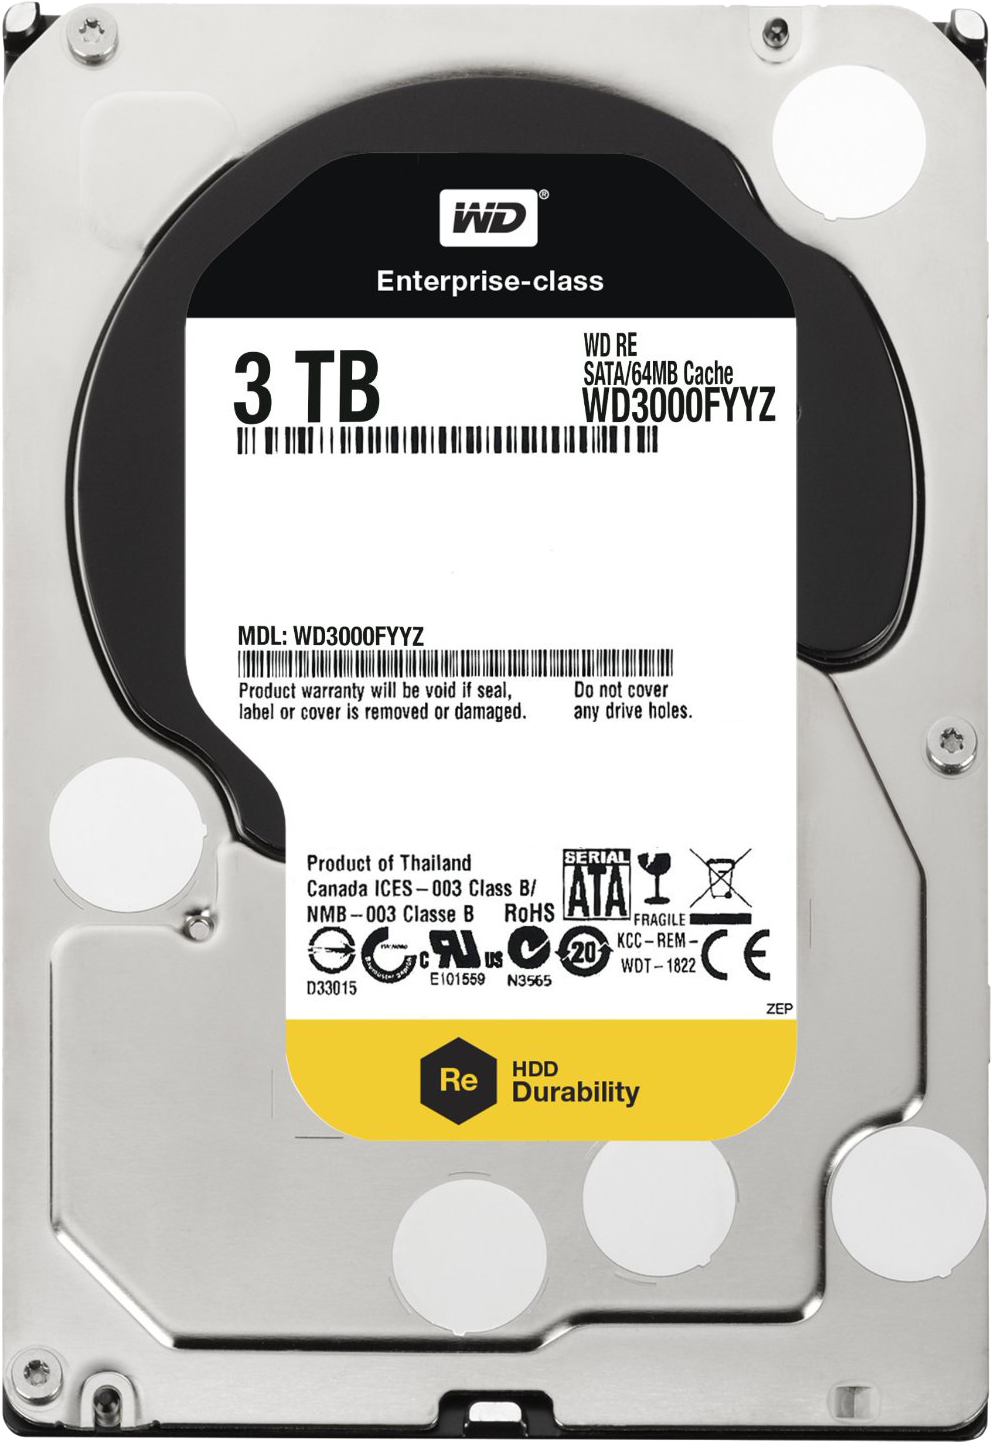 WD®
Enterprise-class
3 TB
WD RE
SATA/64MB Cache
WD3000FYYZ
MDL: WD3000FYYZ
Product warranty will be void if seal,
label or cover is removed or damaged.
Do not cover
any drive holes.
Product of Thailand
Canada ICES-003 Class B/
NMB-003 Classe B
RoHS
SERIAL
ATA
FRAGILE
D33015
c us
E101559
N3565
20
KCC-REM-
WDT-1822
CE
ZEP
Re
HDD
Durability